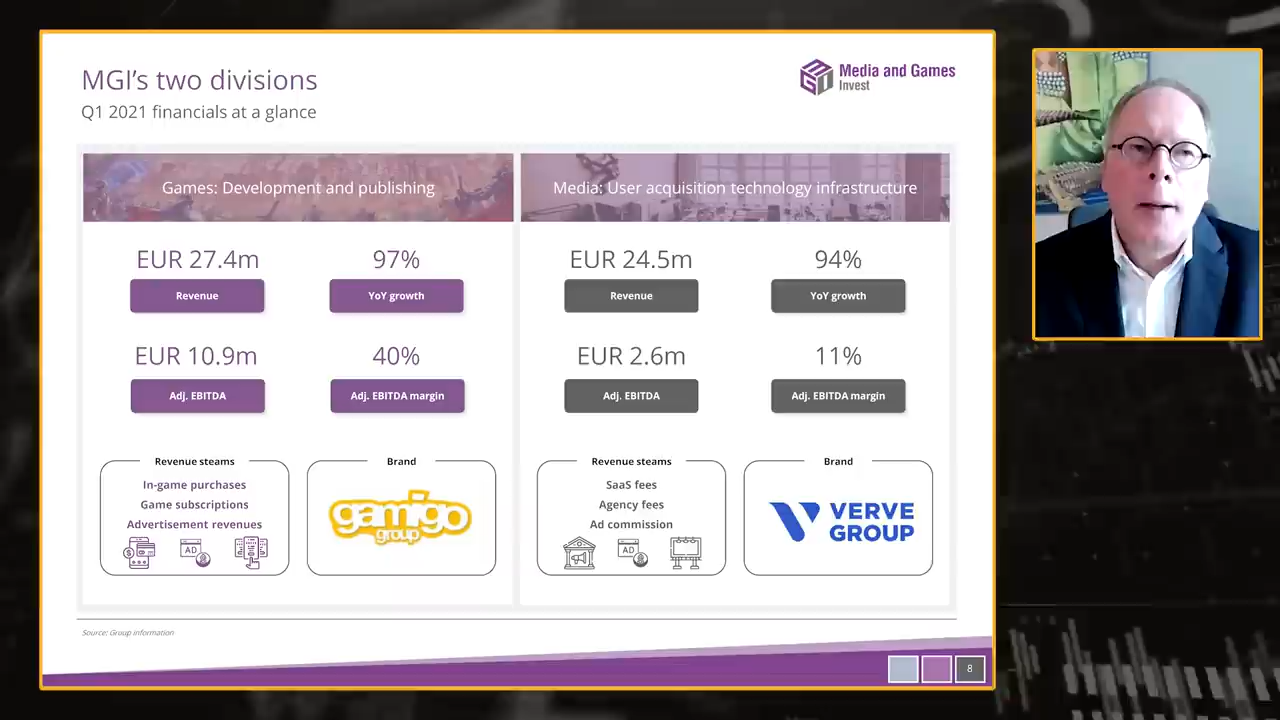 MGI’s two divisions
Q1 2021 financials at a glance
MGI
Media and Games
Invest
Games: Development and publishing
EUR 27.4m
97%
Revenue
YoY growth
EUR 10.9m
40%
Adj. EBITDA
Adj. EBITDA margin
Revenue steams
In-game purchases
Game subscriptions
Advertisement revenues
AD
Brand
gamigo
group
Media: User acquisition technology infrastructure
EUR 24.5m
94%
Revenue
YoY growth
EUR 2.6m
11%
Adj. EBITDA
Adj. EBITDA margin
Revenue steams
SaaS fees
Agency fees
Ad commission
AD
Brand
VERVE
GROUP
Source: Group information
8